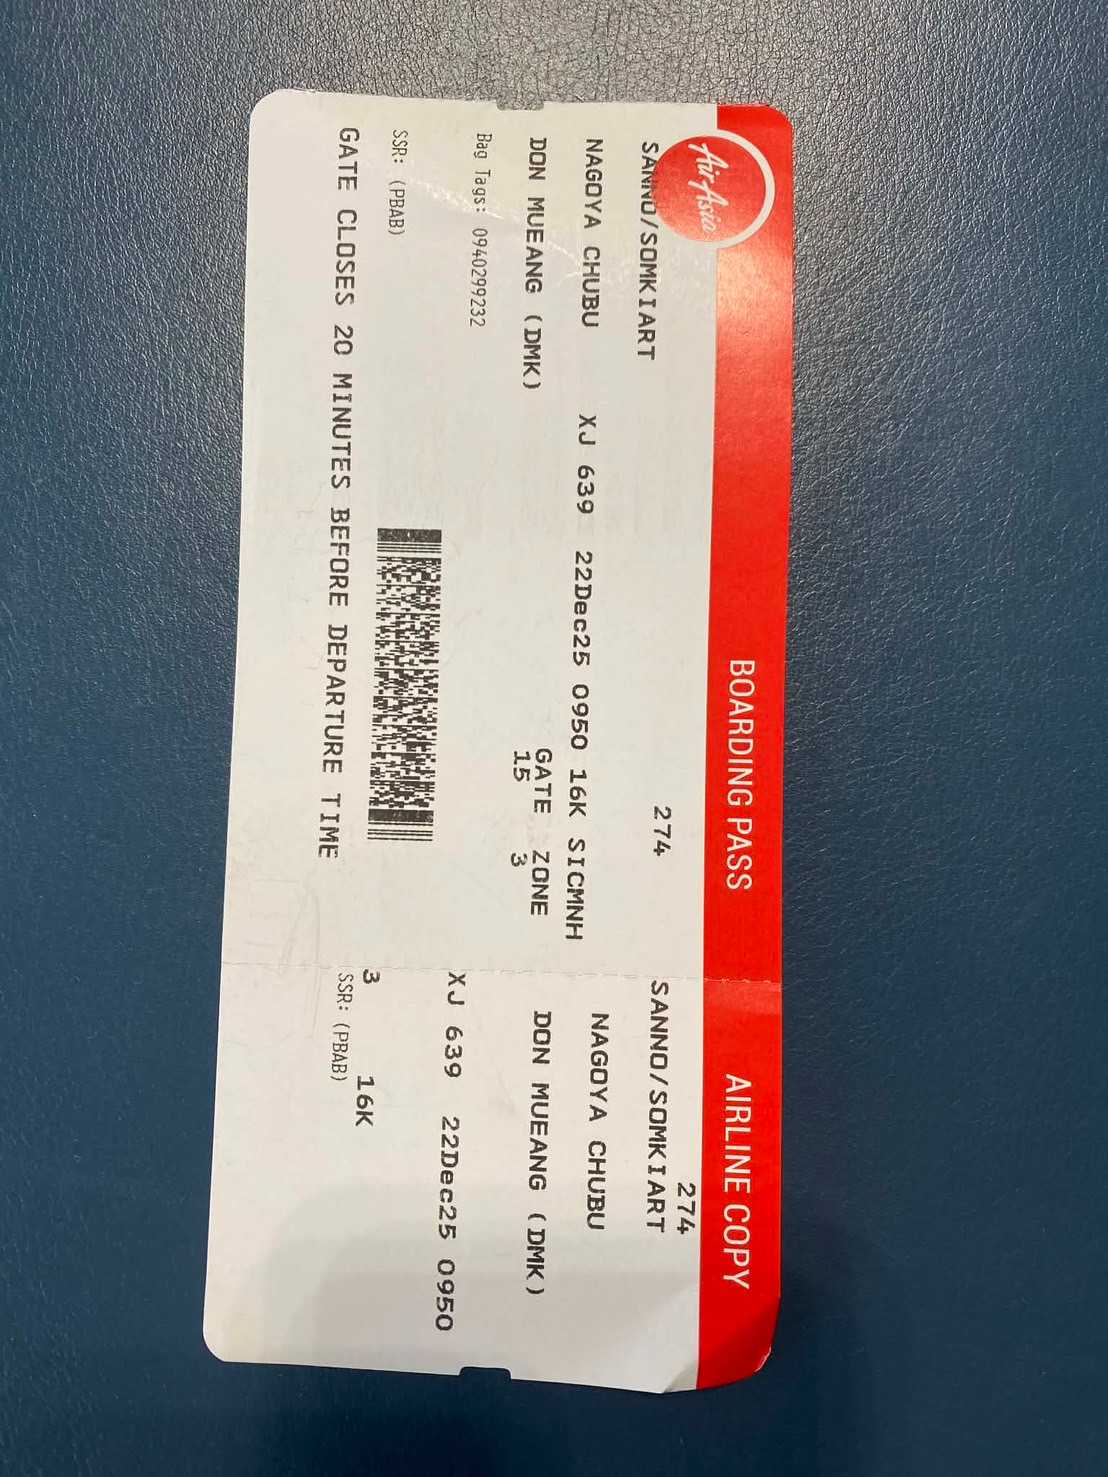 BOARDING PASS
AirAsia
274
SANNO/SOMKIART
NAGOYA CHUBU XJ 639 22Dec25 0950 16K SICMNH
DON MUEANG (DMK) GATE ZONE
15 3
Bag Tags: 0940299232
SSR: (PBAB)
GATE CLOSES 20 MINUTES BEFORE DEPARTURE TIME
AIRLINE COPY
274
SANNO/SOMKIART
NAGOYA CHUBU
DON MUEANG (DMK)
XJ 639 22Dec25 0950
3 16K
SSR: (PBAB)